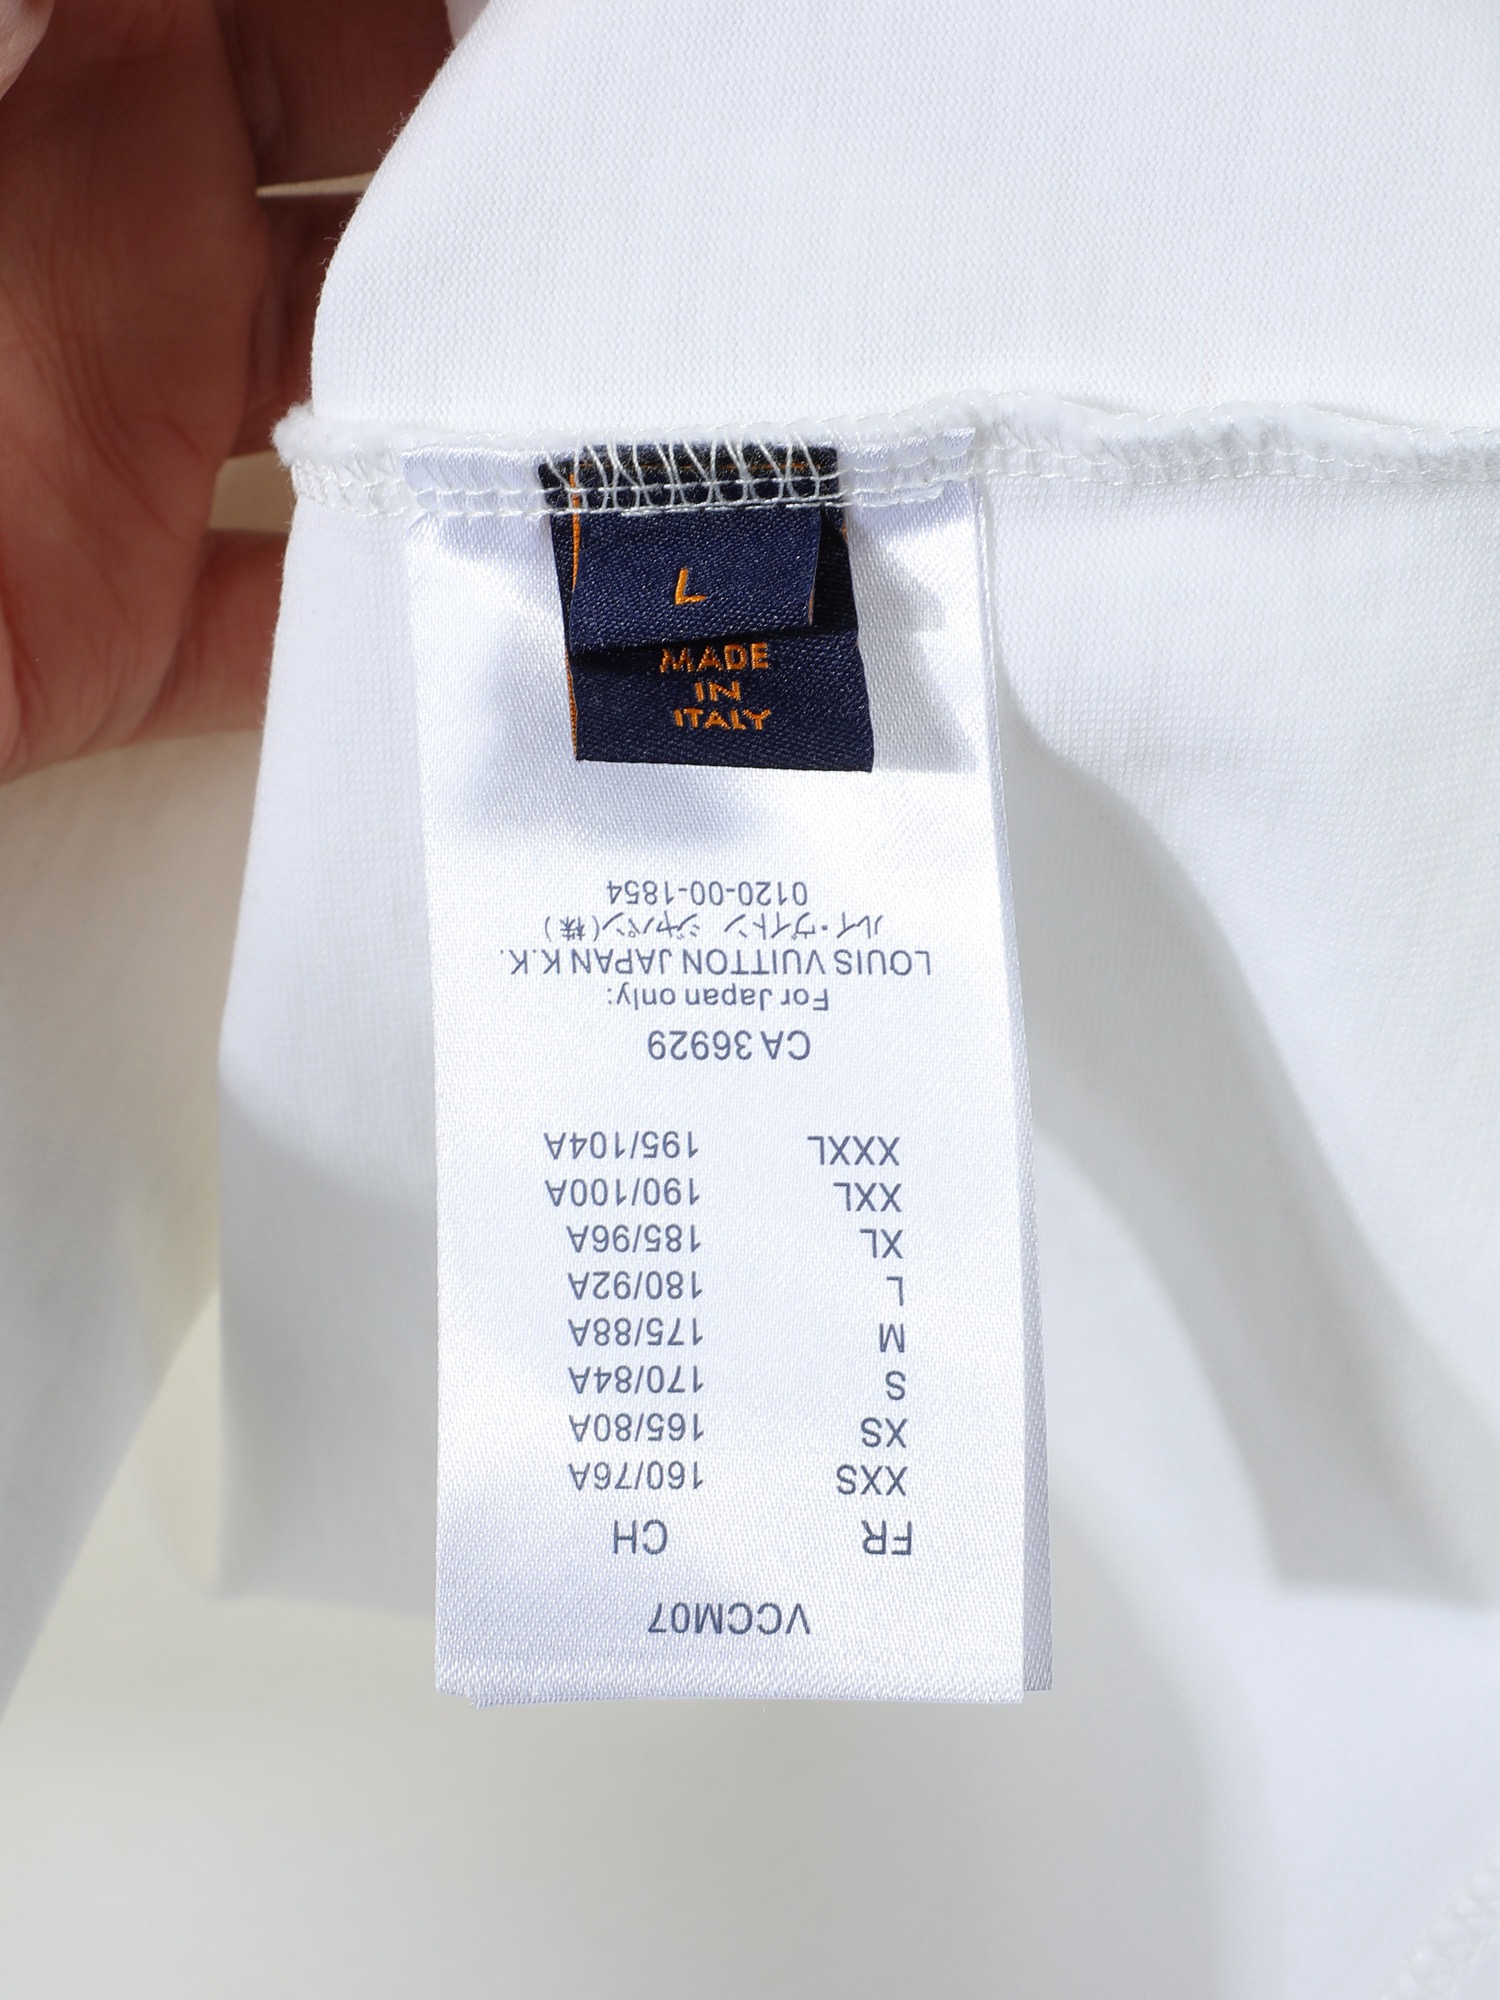 L
MADE
IN
ITALY
VCCM07
FR CH
XXS 160/76A
XS 165/80A
S 170/84A
M 175/88A
L 180/92A
XL 185/96A
XXL 190/100A
XXXL 195/104A
CA 36929
For Japan only:
LOUIS VUITTON JAPAN K.K.
ルイ・ヴィトン ジャパン(株)
0120-00-1854